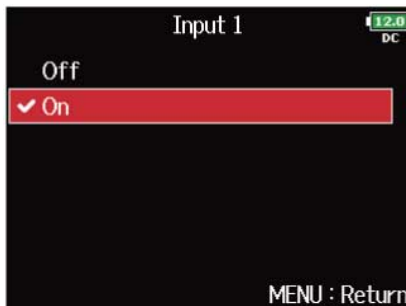 Input 1
12.0
DC
Off
On
MENU : Return